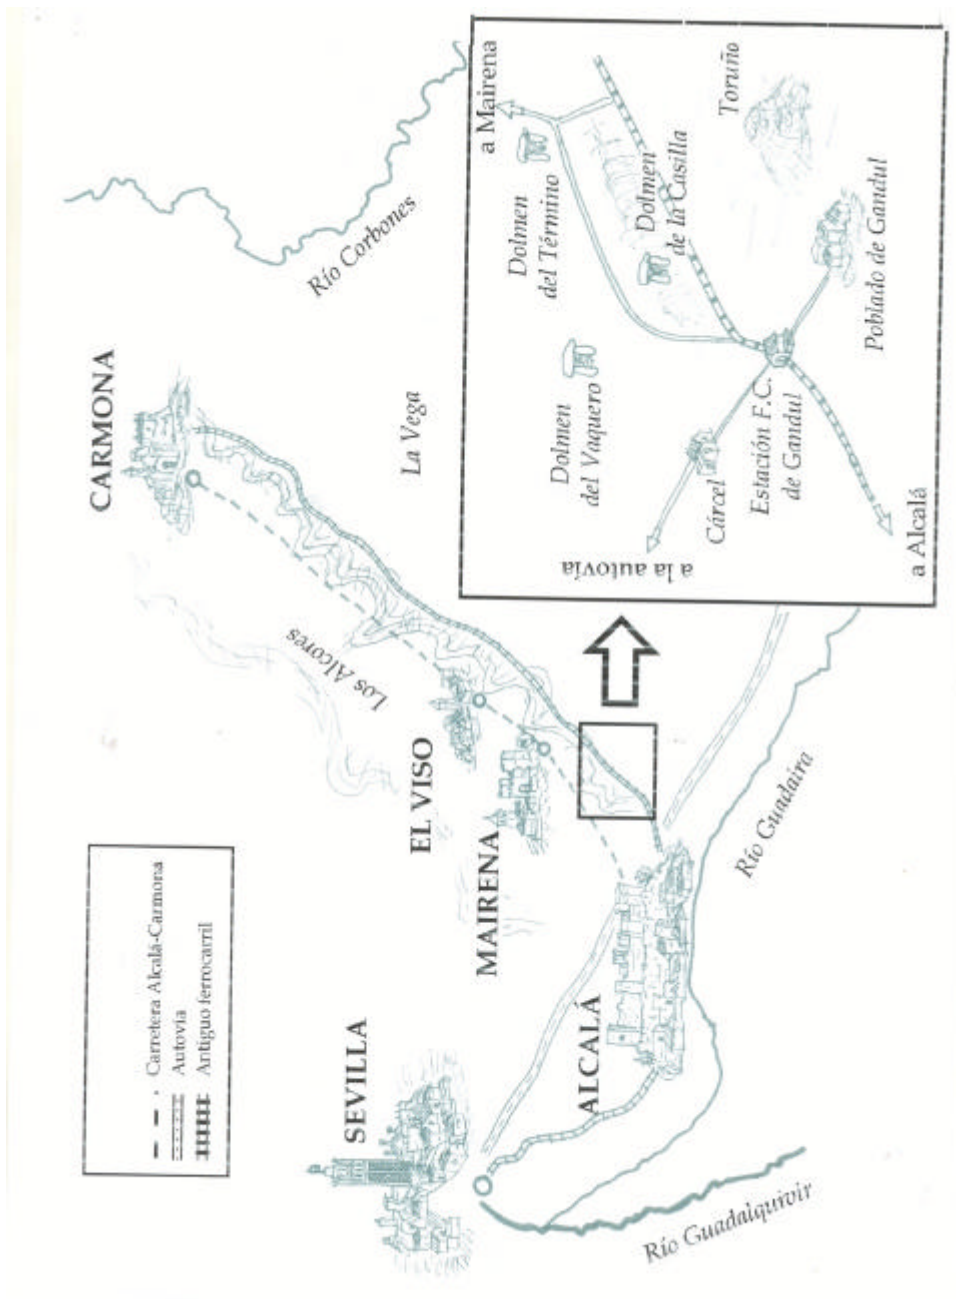 Carretera Alcalá-Carmona
Autovía
Antiguo ferrocarril
SEVILLA
ALCALÁ
MAIRENA
EL VISO
CARMONA
Los Alcores
La Vega
Río Corbones
Río Guadaira
Río Guadalquivir
a Mairena
Dolmen
del Término
Dolmen
de la Casilla
Toruño
Dolmen
del Vaquero
Poblado de Gandul
Estación F.C.
de Gandul
Cárcel
a la autovía
a Alcalá